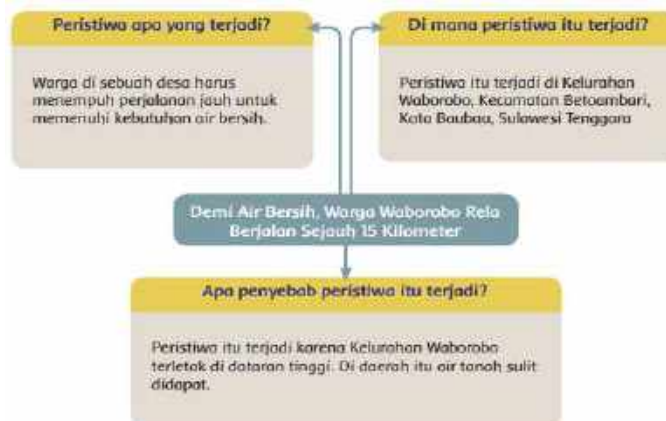 Peristiwa apa yang terjadi?
Warga di sebuah desa harus
menempuh perjalanan jauh untuk
memenuhi kebutuhan air bersih.
Di mana peristiwa itu terjadi?
Peristiwa itu terjadi di Kelurahan
Waborobo, Kecamatan Betoambari,
Kota Baubau, Sulawesi Tenggara
Demi Air Bersih, Warga Waborobo Rela
Berjalan Sejauh 15 Kilometer
Apa penyebab peristiwa itu terjadi?
Peristiwa itu terjadi karena Kelurahan Waborobo
terletak di dataran tinggi. Di daerah itu air tanah sulit
didapat.